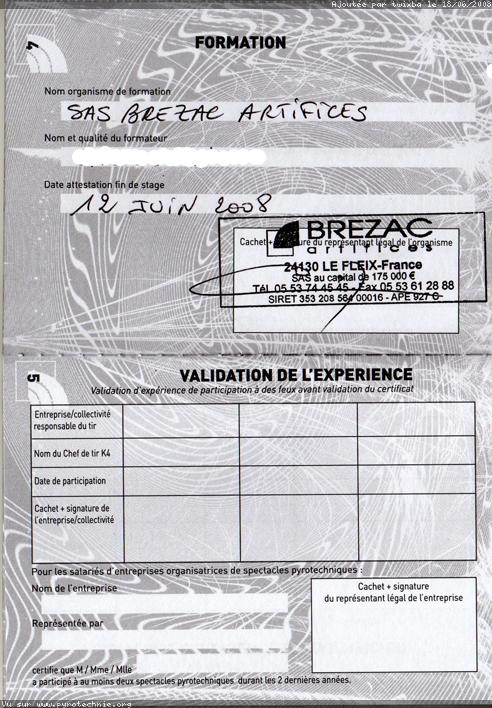 Ajoutée par twixba le 18/06/2008
4
FORMATION
Nom organisme de formation
SAS BREZAC ARTIFICES
Nom et qualité du formateur
Date attestation fin de stage
12 JUIN 2008
BREZAC
artifices
Cachet + signature du représentant légal de l'organisme
24130 LE FLEIX-France
SAS au capital de 175 000 €
Tél 05 53 74 45 45 - Fax 05 53 61 28 88
SIRET 353 208 564 00016 - APE 927 C
5
VALIDATION DE L'EXPERIENCE
Validation d'expérience de participation à des feux avant validation du certificat
Entreprise/collectivité
responsable du tir
Nom du Chef de tir K4
Date de participation
Cachet + signature de
l'entreprise/collectivité
Pour les salariés d'entreprises organisatrices de spectacles pyrotechniques :
Nom de l'entreprise
Cachet + signature
du représentant légal de l'entreprise
Représentée par
certifie que M / Mme / Mlle
a participé à au moins deux spectacles pyrotechniques durant les 2 dernières années.
Vu sur www.pyrotechnie.org